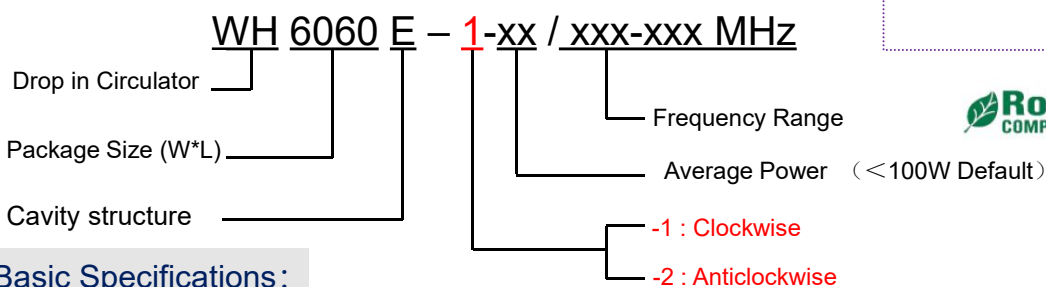 WH 6060 E – 1-xx / xxx-xxx MHz
Drop in Circulator
Frequency Range
Package Size (W*L)
Average Power （＜100W Default）
Cavity structure
-1 : Clockwise
-2 : Anticlockwise
Basic Specifications：